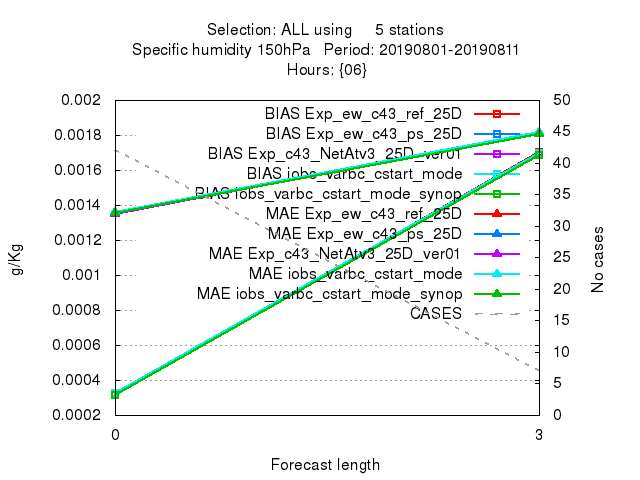 Selection: ALL using 5 stations
Specific humidity 150hPa Period: 20190801-20190811
Hours: {06}
0.002
0.0018
0.0016
0.0014
0.0012
0.001
0.0008
0.0006
0.0004
0.0002
g/Kg
BIAS Exp_ew_c43_ref_25D
BIAS Exp_ew_c43_ps_25D
BIAS Exp_c43_NetAtv3_25D_ver01
BIAS iobs_varbc_cstart_mode
BIAS iobs_varbc_cstart_mode_synop
MAE Exp_ew_c43_ref_25D
MAE Exp_ew_c43_ps_25D
MAE Exp_c43_NetAtv3_25D_ver01
MAE iobs_varbc_cstart_mode
MAE iobs_varbc_cstart_mode_synop
CASES
50
45
40
35
30
25
20
15
10
5
0
No cases
0 3
Forecast length